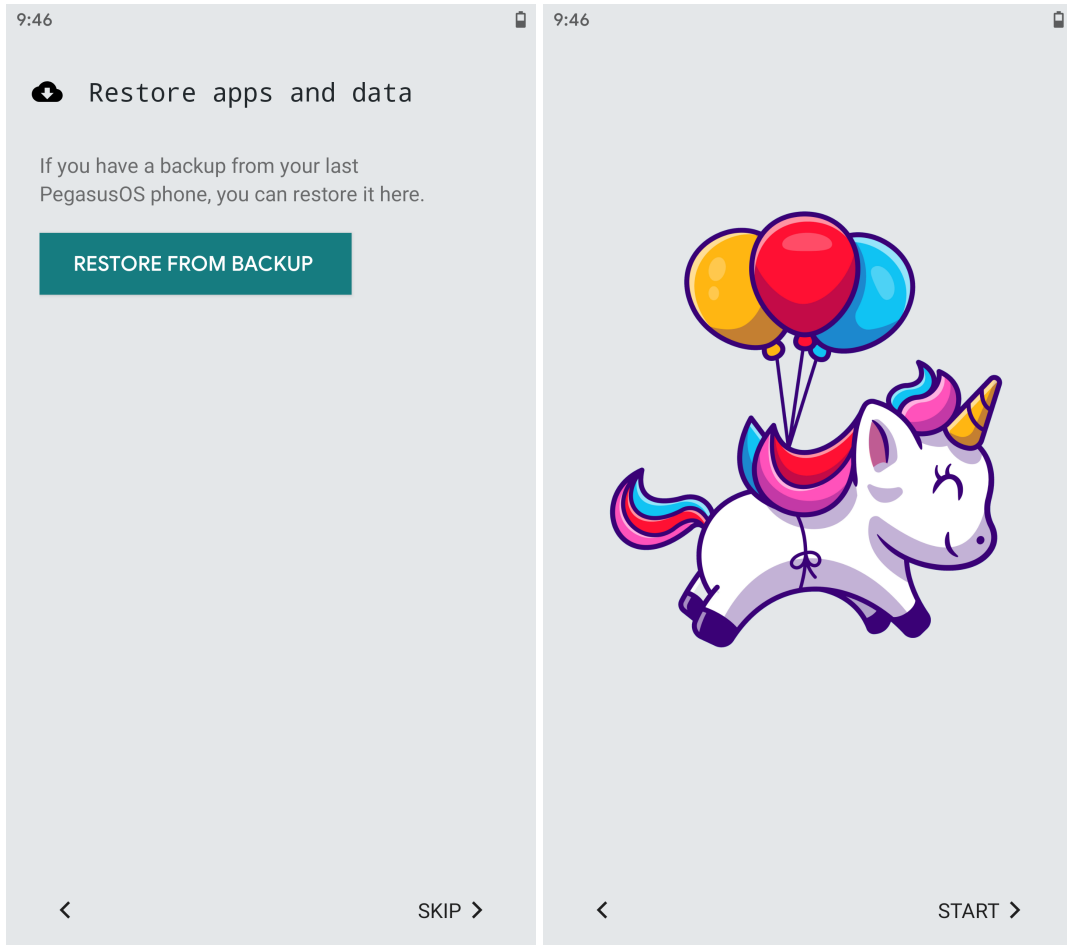 9:46
Restore apps and data
If you have a backup from your last
PegasusOS phone, you can restore it here.
RESTORE FROM BACKUP
SKIP
9:46
START